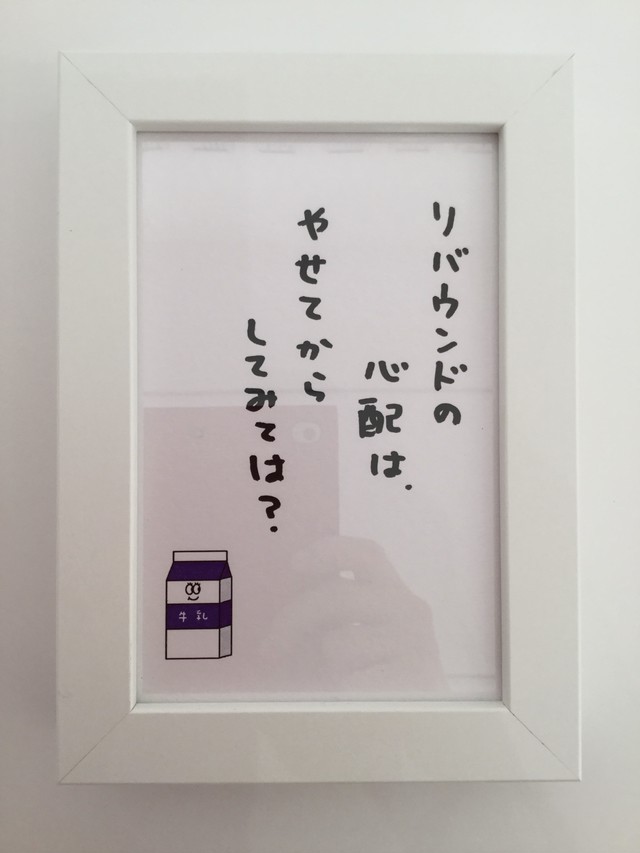 リバウンドの
心配は、
やせてから
してみては?
牛乳